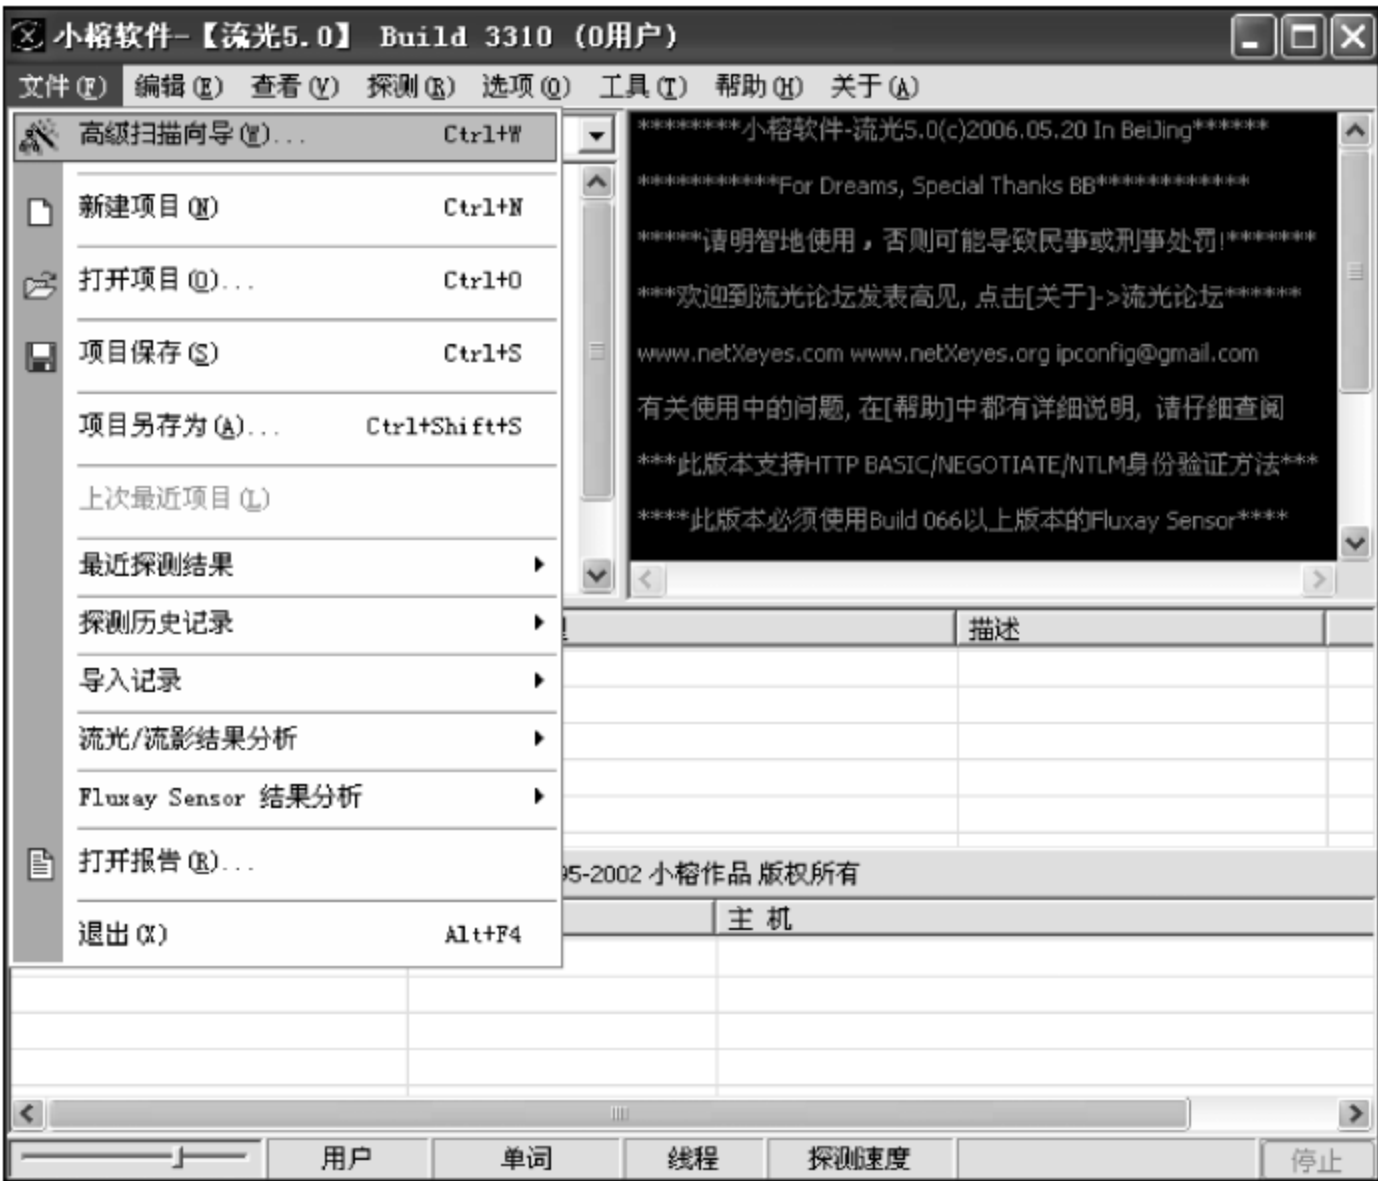 小榕软件-【流光5.0】 Build 3310 (0用户)
文件(F) 编辑(E) 查看(V) 探测(R) 选项(O) 工具(T) 帮助(H) 关于(A)
高级扫描向导(W)... Ctrl+W
新建项目(N) Ctrl+N
打开项目(O)... Ctrl+O
项目保存(S) Ctrl+S
项目另存为(A)... Ctrl+Shift+S
上次最近项目(L)
最近探测结果
探测历史记录
导入记录
流光/流影结果分析
Fluxay Sensor 结果分析
打开报告(R)...
退出(X) Alt+F4
********小榕软件-流光5.0(c)2006.05.20 In BeiJing******
************For Dreams, Special Thanks BB*************
*****请明智地使用，否则可能导致民事或刑事处罚!*******
***欢迎到流光论坛发表高见, 点击[关于]->流光论坛******
www.netXeyes.com www.netXeyes.org ipconfig@gmail.com
有关使用中的问题, 在[帮助]中都有详细说明, 请仔细查阅
***此版本支持HTTP BASIC/NEGOTIATE/NTLM身份验证方法***
****此版本必须使用Build 066以上版本的Fluxay Sensor****
描述
95-2002 小榕作品 版权所有
主 机
用户 单词 线程 探测速度 停止